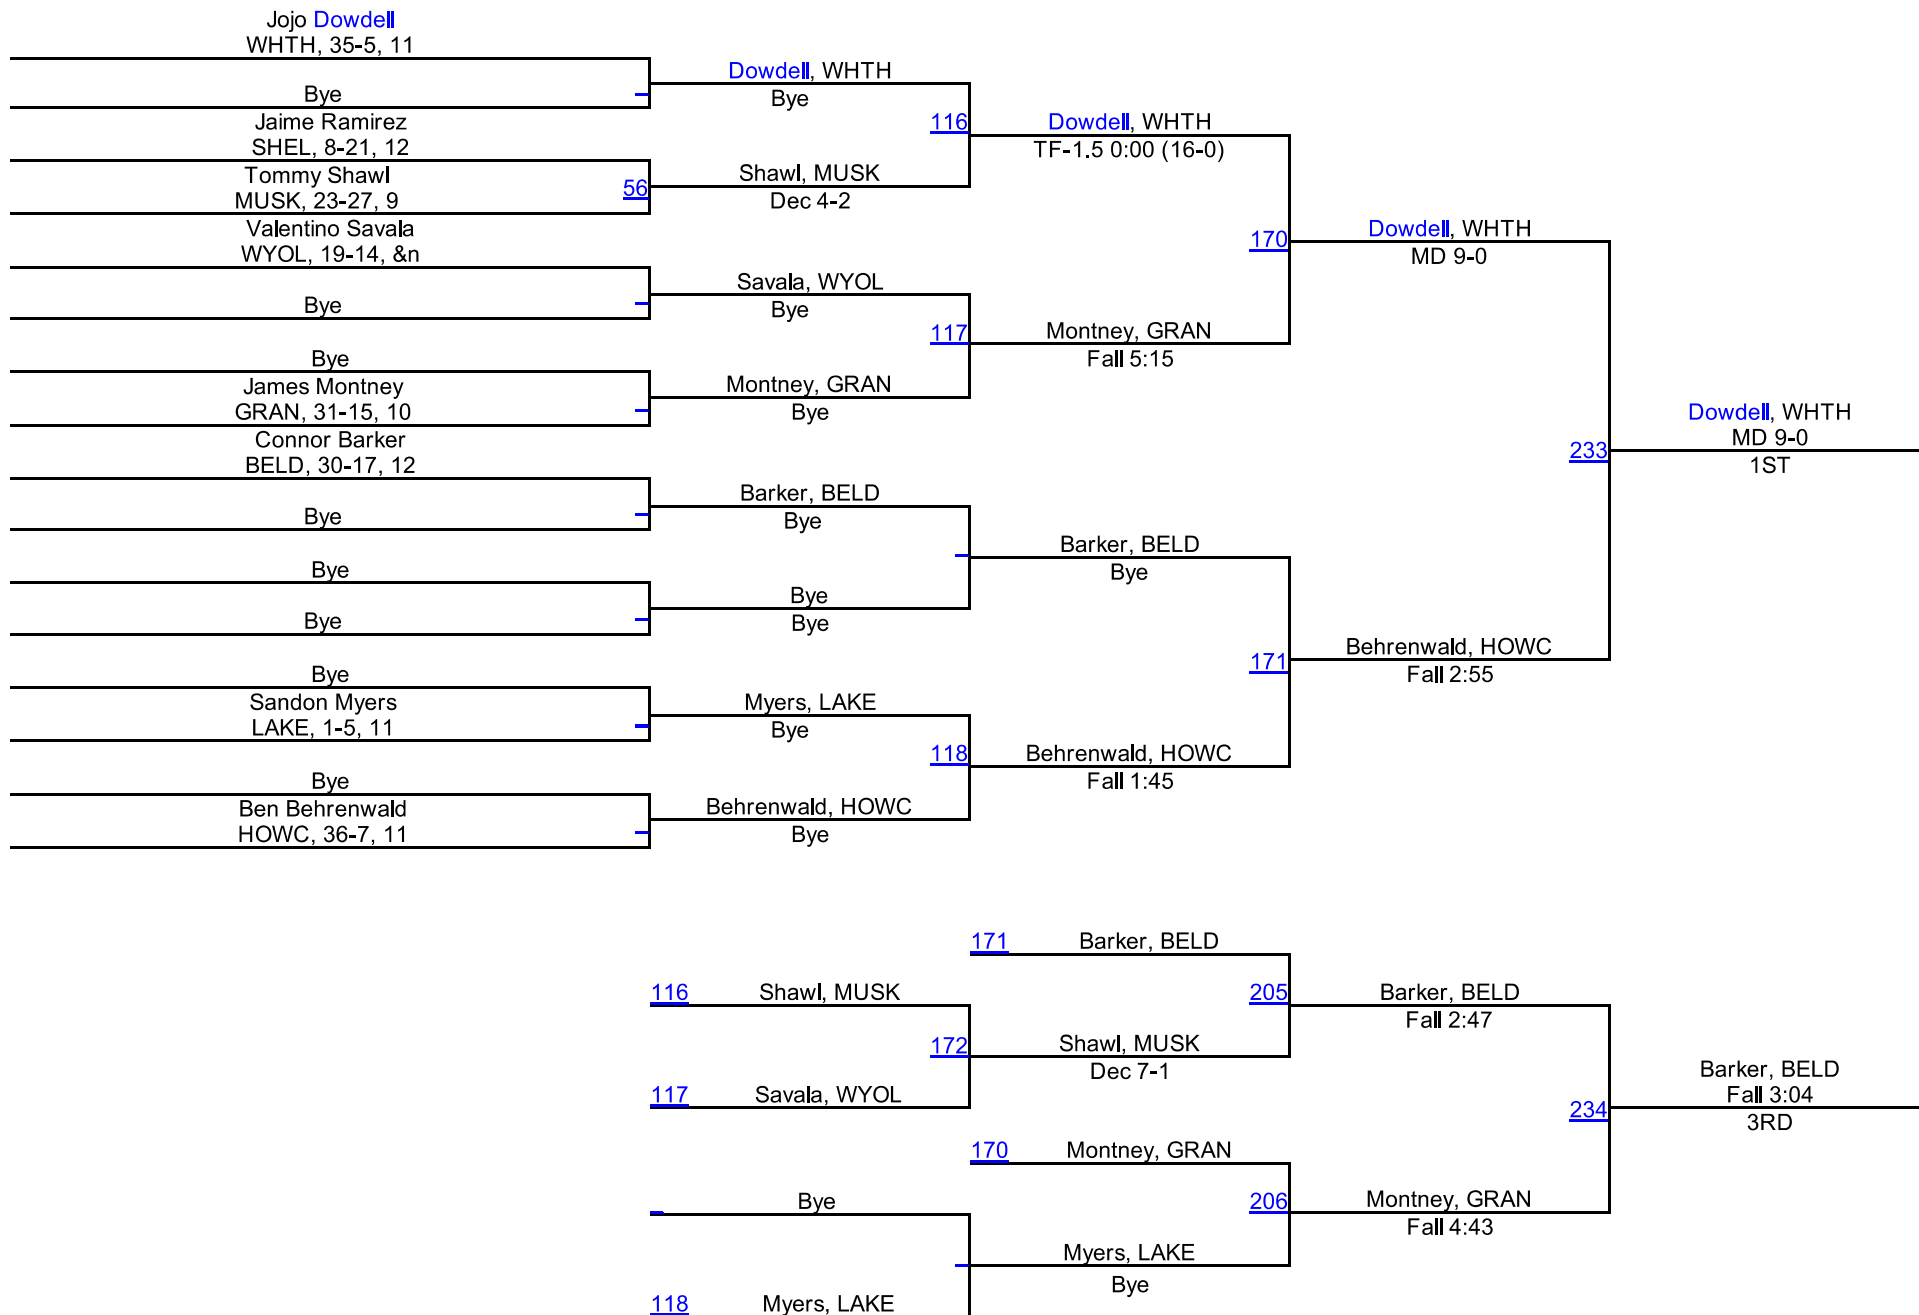 Jojo Dowdell
WHTH, 35-5, 11
Bye
Jaime Ramirez
SHEL, 8-21, 12
Tommy Shawl
MUSK, 23-27, 9
56
Valentino Savala
WYOL, 19-14, &n
Bye
Bye
James Montney
GRAN, 31-15, 10
Connor Barker
BELD, 30-17, 12
Bye
Bye
Bye
Bye
Sandon Myers
LAKE, 1-5, 11
Bye
Ben Behrenwald
HOWC, 36-7, 11
Dowdell, WHTH
Bye
116
Shawl, MUSK
Dec 4-2
Savala, WYOL
Bye
117
Montney, GRAN
Bye
Barker, BELD
Bye
Bye
Bye
Myers, LAKE
Bye
118
Behrenwald, HOWC
Bye
Dowdell, WHTH
TF-1.5 0:00 (16-0)
170
Montney, GRAN
Fall 5:15
Barker, BELD
Bye
171
Behrenwald, HOWC
Fall 1:45
Dowdell, WHTH
MD 9-0
233
Behrenwald, HOWC
Fall 2:55
Dowdell, WHTH
MD 9-0
1ST
171 Barker, BELD
116 Shawl, MUSK
205
172
Shawl, MUSK
Dec 7-1
117 Savala, WYOL
170 Montney, GRAN
Bye
206
Myers, LAKE
Bye
118 Myers, LAKE
Barker, BELD
Fall 2:47
234
Montney, GRAN
Fall 4:43
Barker, BELD
Fall 3:04
3RD